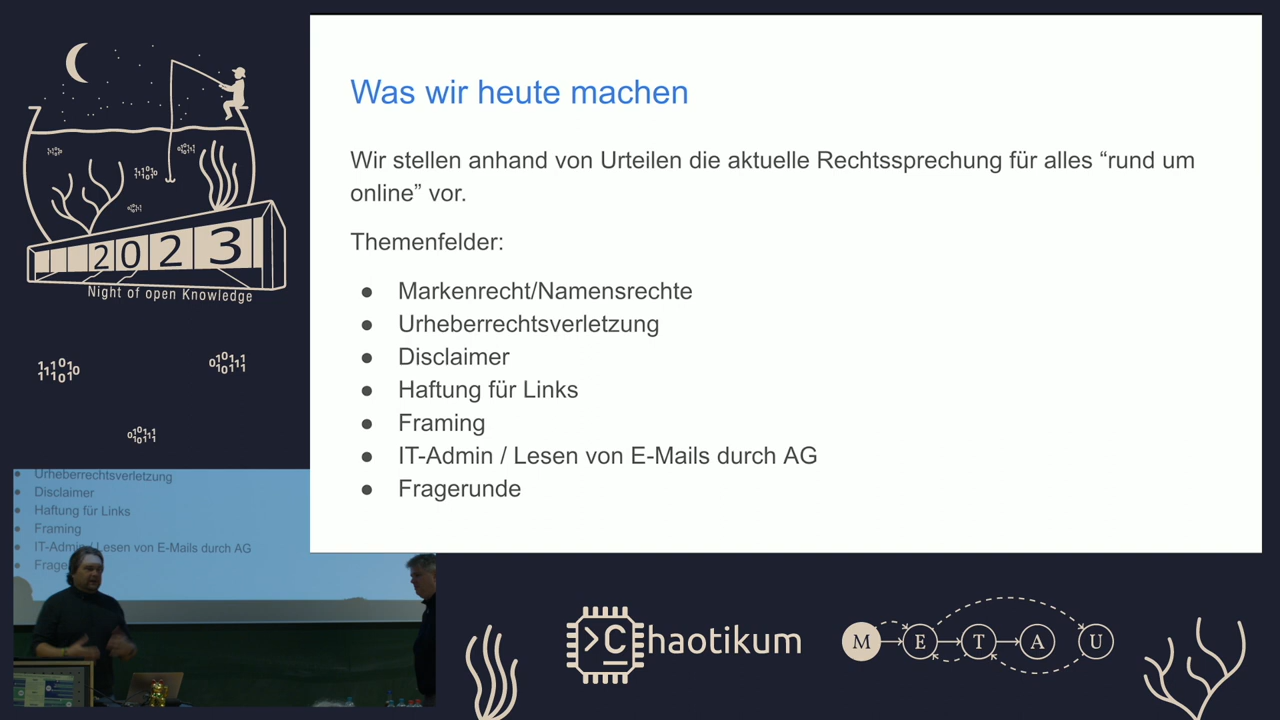 Was wir heute machen
Wir stellen anhand von Urteilen die aktuelle Rechtssprechung für alles “rund um
online” vor.
Themenfelder:
● Markenrecht/Namensrechte
● Urheberrechtsverletzung
● Disclaimer
● Haftung für Links
● Framing
● IT-Admin / Lesen von E-Mails durch AG
● Fragerunde
2023
Night of open Knowledge
● Urheberrechtsverletzung
● Disclaimer
● Haftung für Links
● Framing
● IT-Admin / Lesen von E-Mails durch AG
● Frage
>C_haotikum
M E T A U